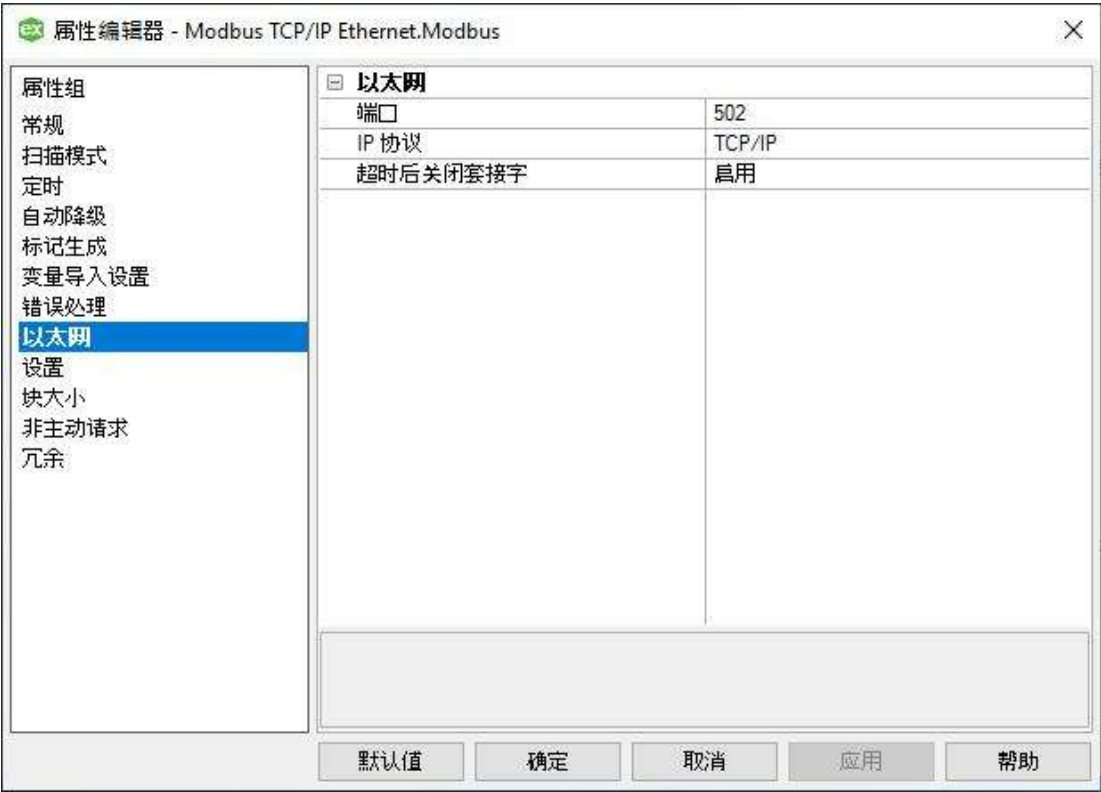 属性编辑器 - Modbus TCP/IP Ethernet.Modbus
属性组
常规
扫描模式
定时
自动降级
标记生成
变量导入设置
错误处理
以太网
设置
块大小
非主动请求
冗余
以太网
端口 502
IP 协议 TCP/IP
超时后关闭套接字 启用
默认值 确定 取消 应用 帮助